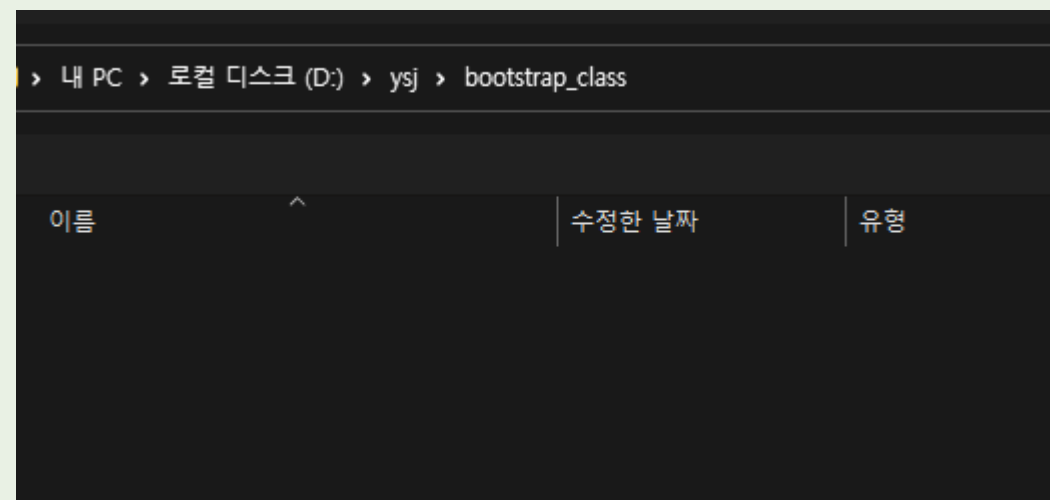 › 내 PC › 로컬 디스크 (D:) › ysj › bootstrap_class
이름 수정한 날짜 유형